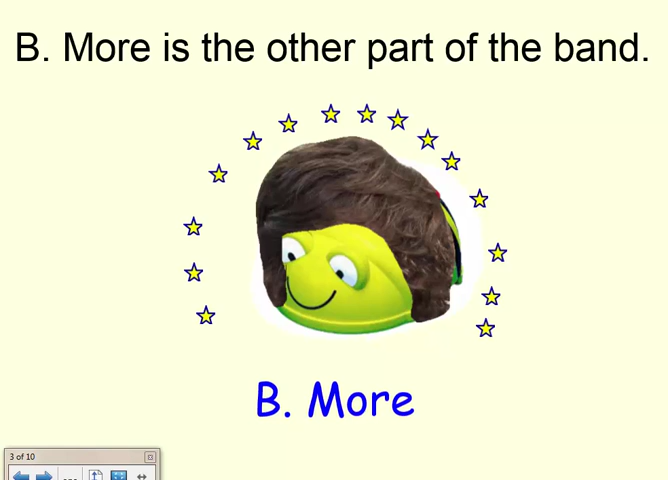 B. More is the other part of the band.
B. More
3 of 10